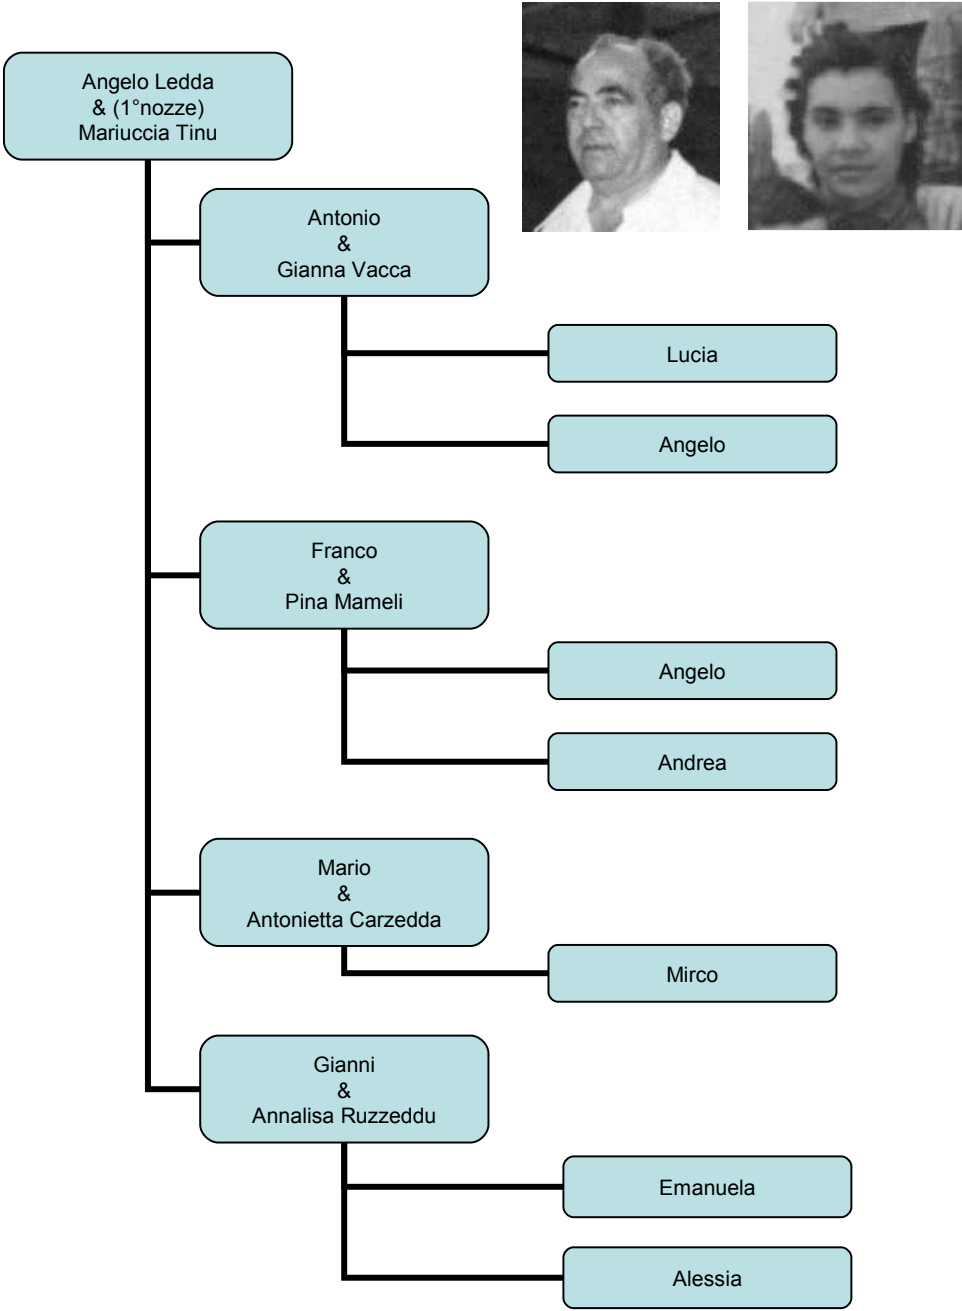 Angelo Ledda
& (1°nozze)
Mariuccia Tinu
Antonio
&
Gianna Vacca
Lucia
Angelo
Franco
&
Pina Mameli
Angelo
Andrea
Mario
&
Antonietta Carzedda
Mirco
Gianni
&
Annalisa Ruzzeddu
Emanuela
Alessia